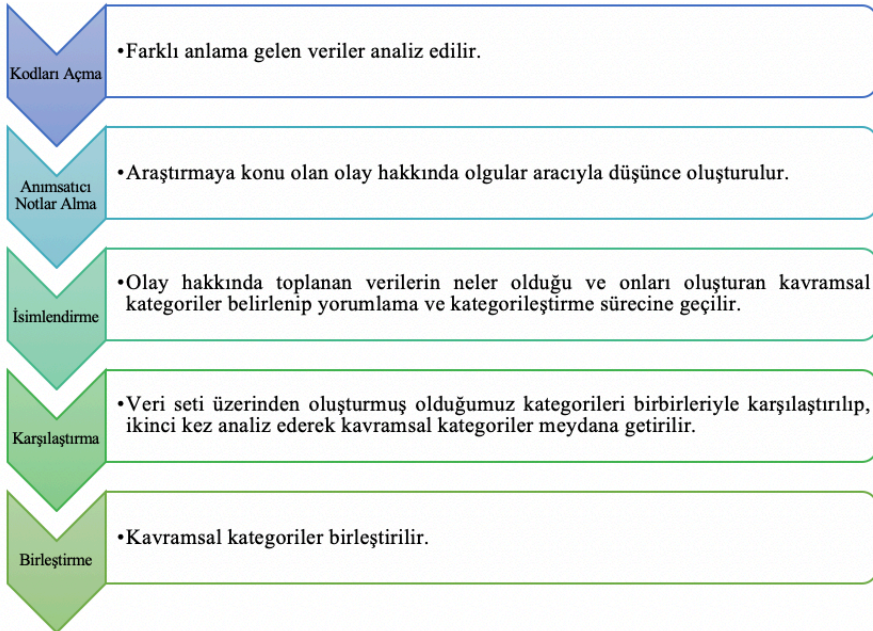 Kodları Açma
•Farklı anlama gelen veriler analiz edilir.
Anımsatıcı
Notlar Alma
•Araştırmaya konu olan olay hakkında olgular aracıyla düşünce oluşturulur.
İsimlendirme
•Olay hakkında toplanan verilerin neler olduğu ve onları oluşturan kavramsal
kategoriler belirlenip yorumlama ve kategorileştirme sürecine geçilir.
Karşılaştırma
•Veri seti üzerinden oluşturmuş olduğumuz kategorileri birbirleriyle karşılaştırılıp,
ikinci kez analiz ederek kavramsal kategoriler meydana getirilir.
Birleştirme
•Kavramsal kategoriler birleştirilir.